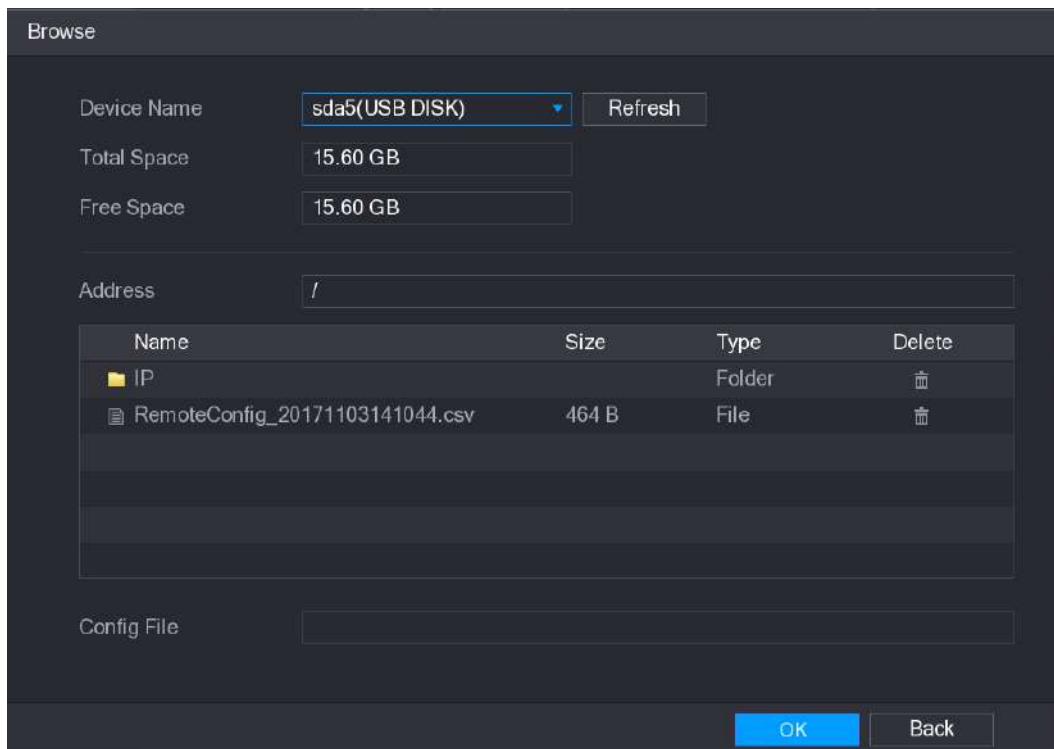 Browse
Device Name sda5(USB DISK) Refresh
Total Space 15.60 GB
Free Space 15.60 GB
Address /
Name Size Type Delete
IP Folder
RemoteConfig_20171103141044.csv 464 B File
Config File
OK Back